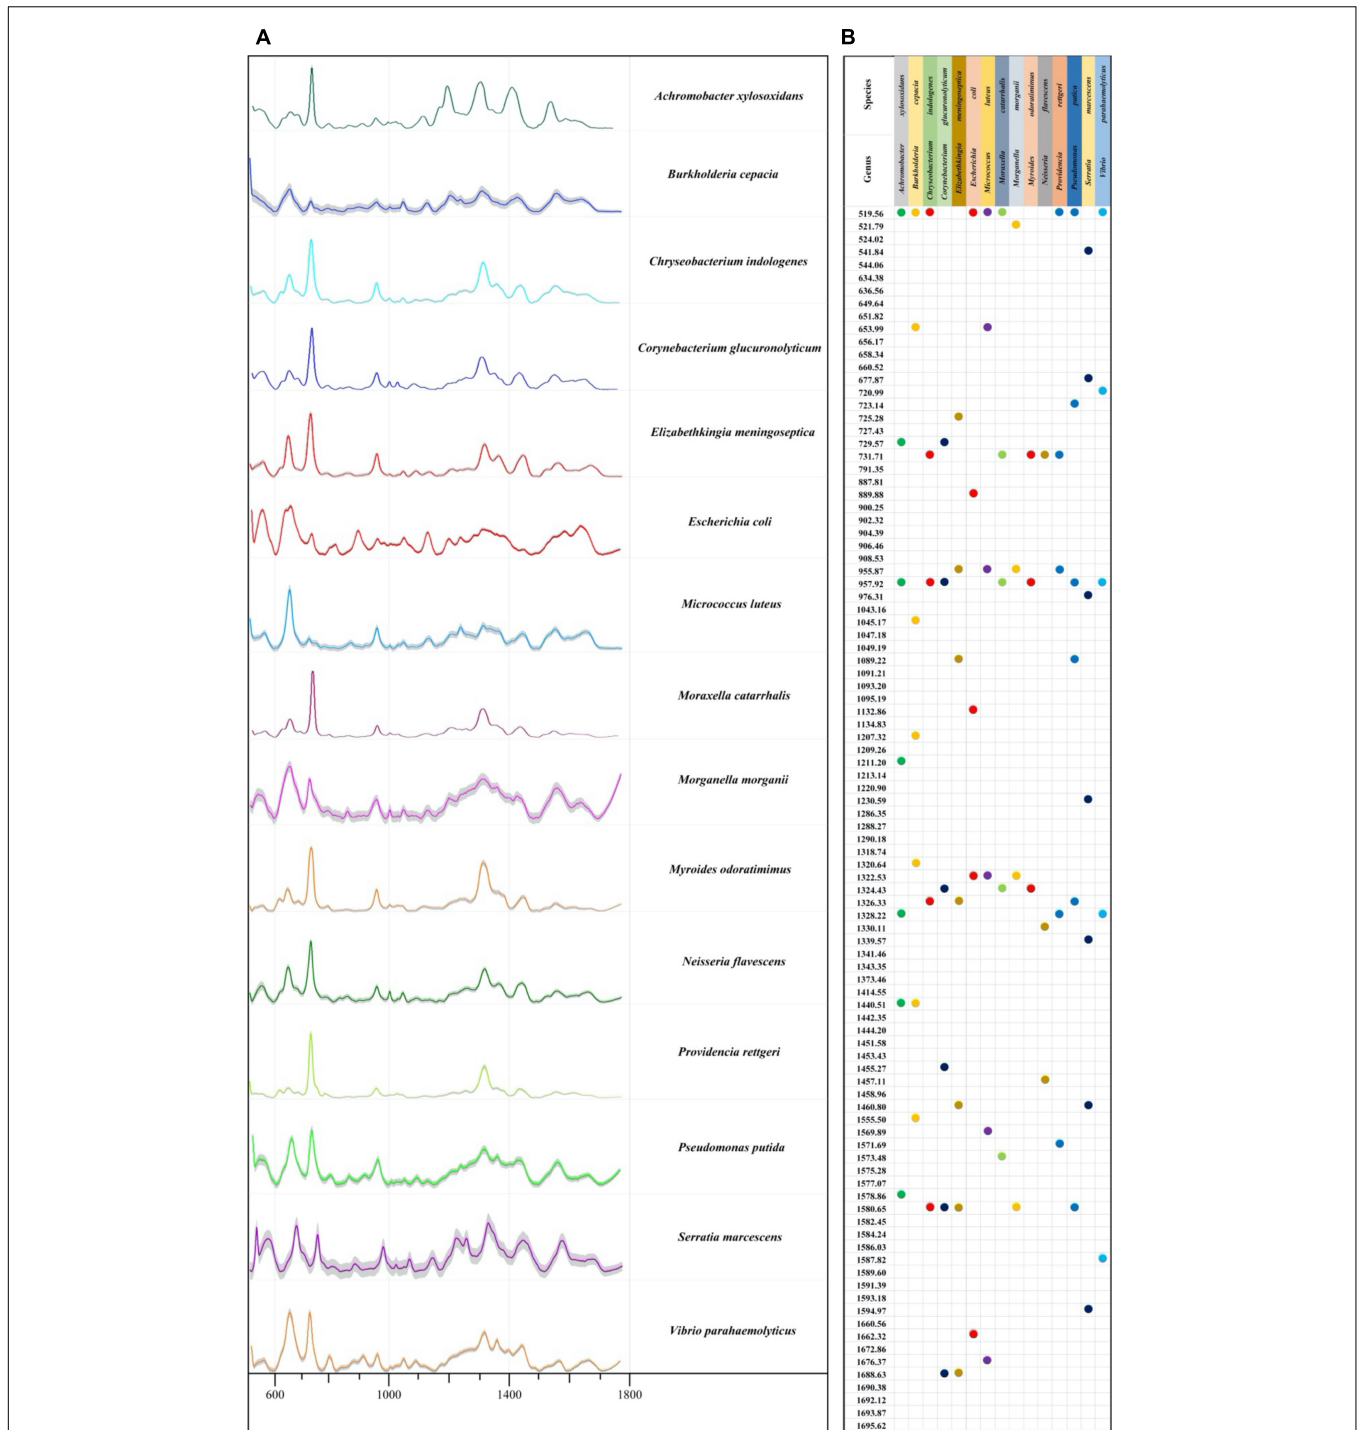 A
B
Achromobacter xylosoxidans
Burkholderia cepacia
Chryseobacterium indologenes
Corynebacterium glucuronolyticum
Elizabethkingia meningoseptica
Escherichia coli
Micrococcus luteus
Moraxella catarrhalis
Morganella morganii
Myroides odoratimimus
Neisseria flavescens
Providencia rettgeri
Pseudomonas putida
Serratia marcescens
Vibrio parahaemolyticus
600 1000 1400 1800
Species
xylosoxidans
cepacia
indologenes
glucuronolyticum
meningoseptica
coli
luteus
catarrhalis
morganii
odoratimimus
flavescens
rettgeri
putica
marcescens
parahaemolyticus
Genus
Achromobacter
Burkholderia
Chryseobacterium
Corynebacterium
Elizabethkingia
Escherichia
Micrococcus
Moraxella
Morganella
Myroides
Neisseria
Providencia
Pseudomonas
Serratia
Vibrio
519.56
521.79
524.02
541.84
544.06
634.38
636.56
649.64
651.82
653.99
656.17
658.34
660.52
677.87
720.99
723.14
725.28
727.43
729.57
731.71
791.35
887.81
889.88
900.25
902.32
904.39
906.46
908.53
955.87
957.92
976.31
1043.16
1045.17
1047.18
1049.19
1089.22
1091.21
1093.20
1095.19
1132.86
1134.83
1207.32
1209.26
1211.20
1213.14
1220.90
1230.59
1286.35
1288.27
1290.18
1318.74
1320.64
1322.53
1324.43
1326.33
1328.22
1330.11
1339.57
1341.46
1343.35
1373.46
1414.55
1440.51
1442.35
1444.20
1451.58
1453.43
1455.27
1457.11
1458.96
1460.80
1555.50
1569.89
1571.69
1573.48
1575.28
1577.07
1578.86
1580.65
1582.45
1584.24
1586.03
1587.82
1589.60
1591.39
1593.18
1594.97
1660.56
1662.32
1672.86
1676.37
1688.63
1690.38
1692.12
1693.87
1695.62